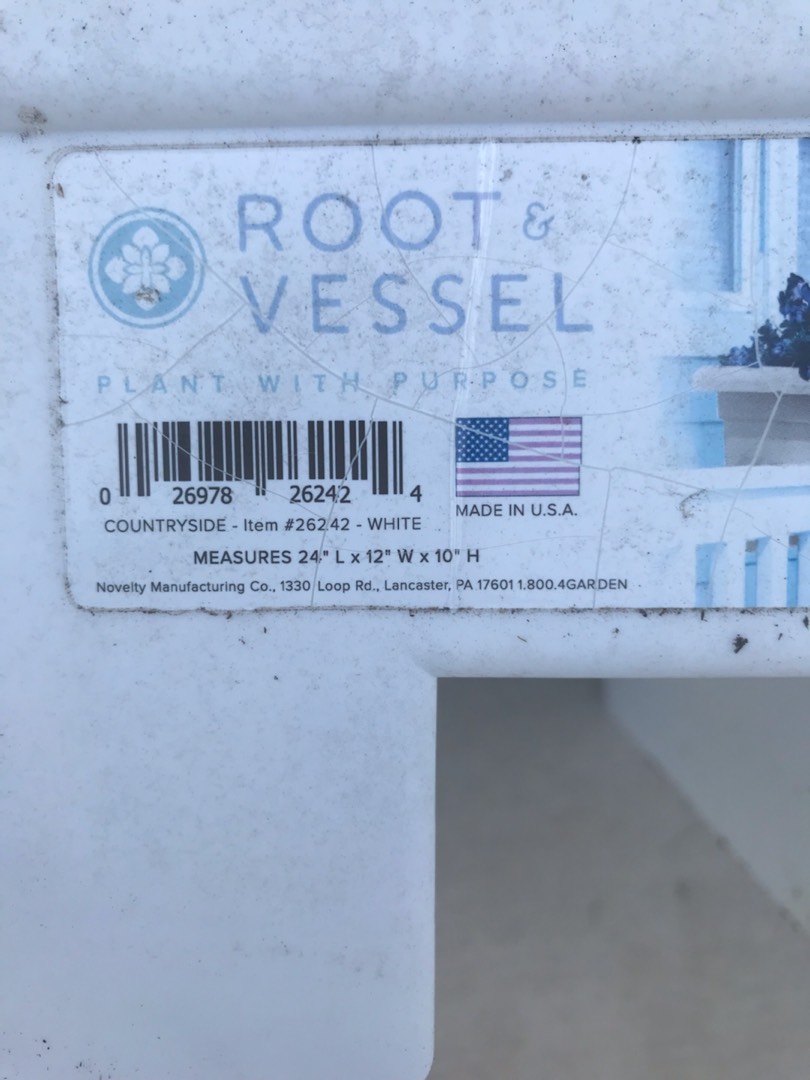 ROOT &
VESSEL
PLANT WITH PURPOSE
0 26978 26242 4
MADE IN U.S.A.
COUNTRYSIDE - Item #26242 - WHITE
MEASURES 24" L x 12" W x 10" H
Novelty Manufacturing Co., 1330 Loop Rd., Lancaster, PA 17601 1.800.4GARDEN